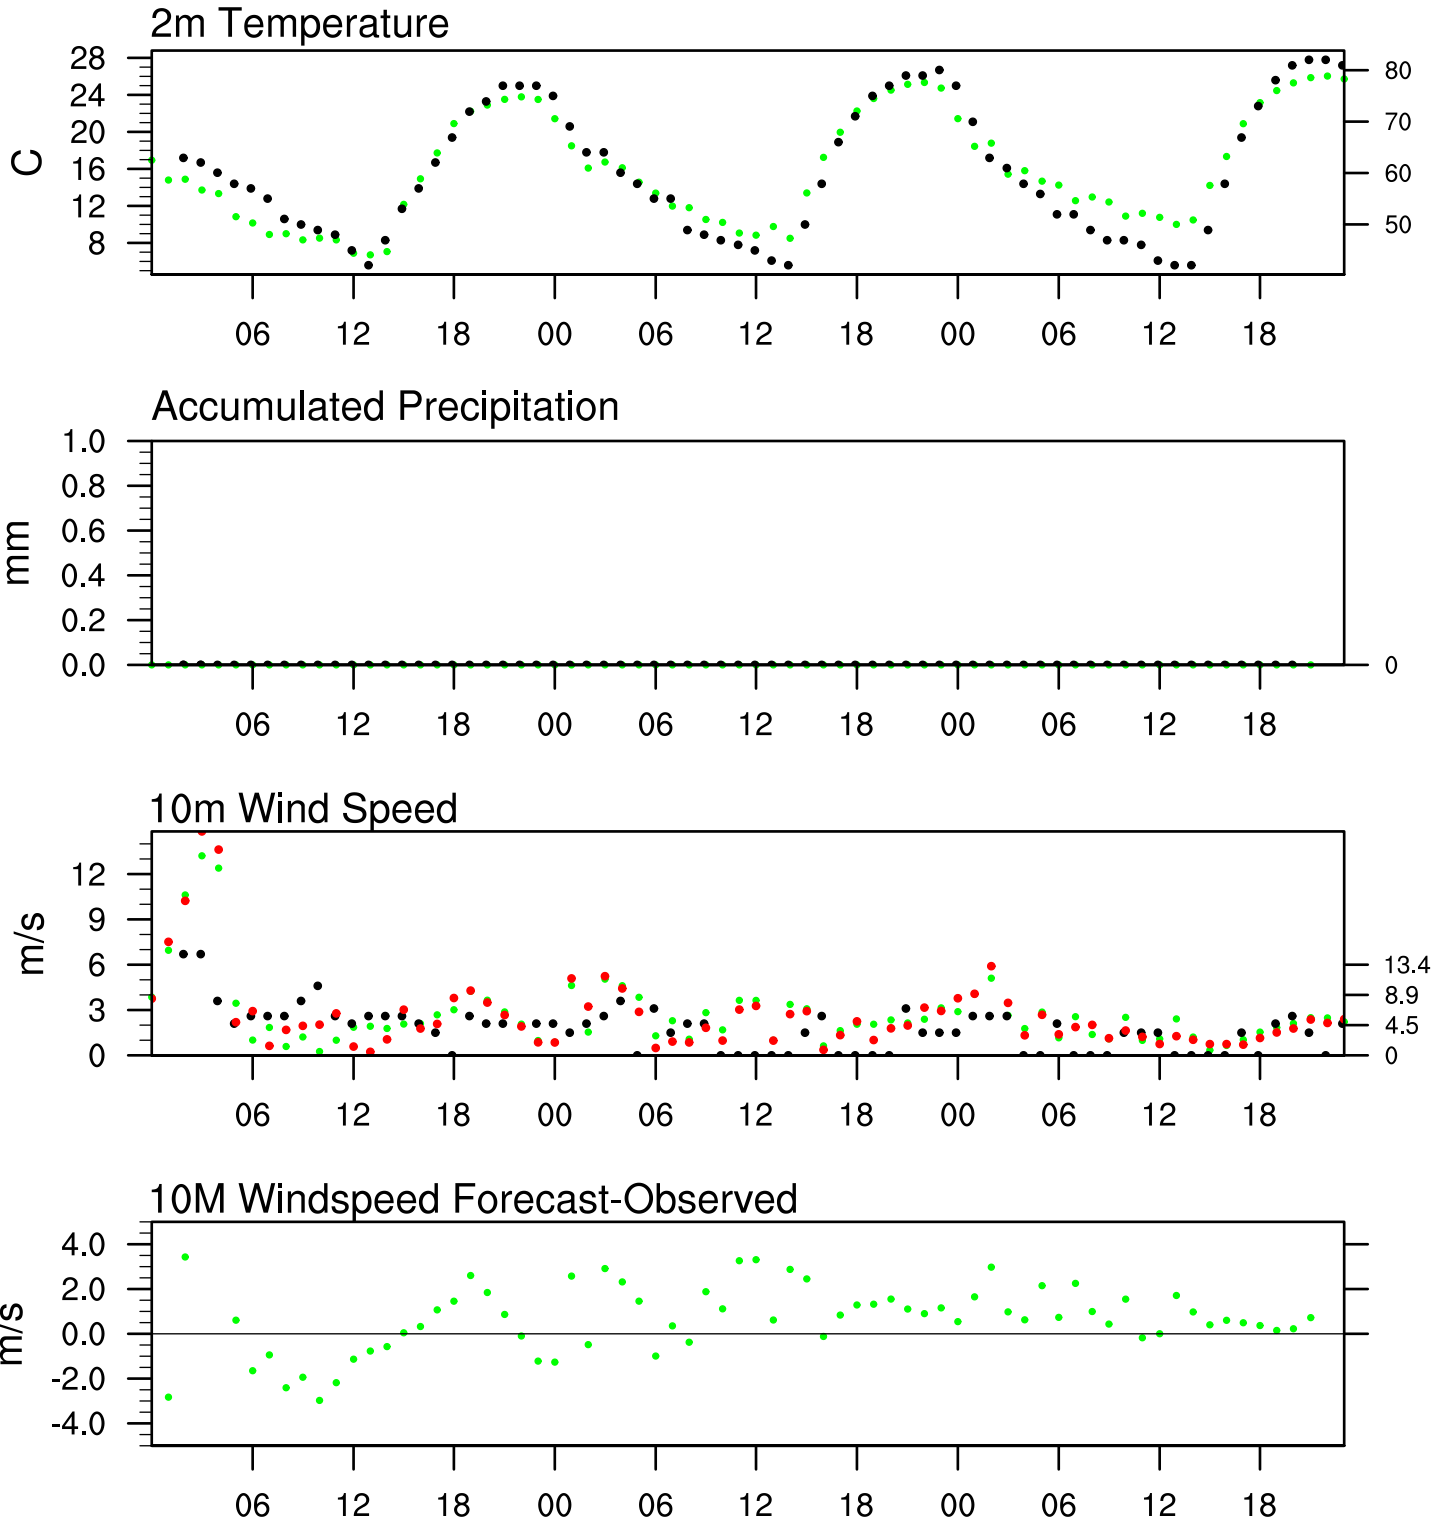 2m Temperature
28
24
20
16
12
8
C
80
70
60
50
06 12 18 00 06 12 18 00 06 12 18
Accumulated Precipitation
1.0
0.8
0.6
0.4
0.2
0.0
mm
0
06 12 18 00 06 12 18 00 06 12 18
10m Wind Speed
12
9
6
3
0
m/s
13.4
8.9
4.5
0
06 12 18 00 06 12 18 00 06 12 18
10M Windspeed Forecast-Observed
4.0
2.0
0.0
-2.0
-4.0
m/s
06 12 18 00 06 12 18 00 06 12 18